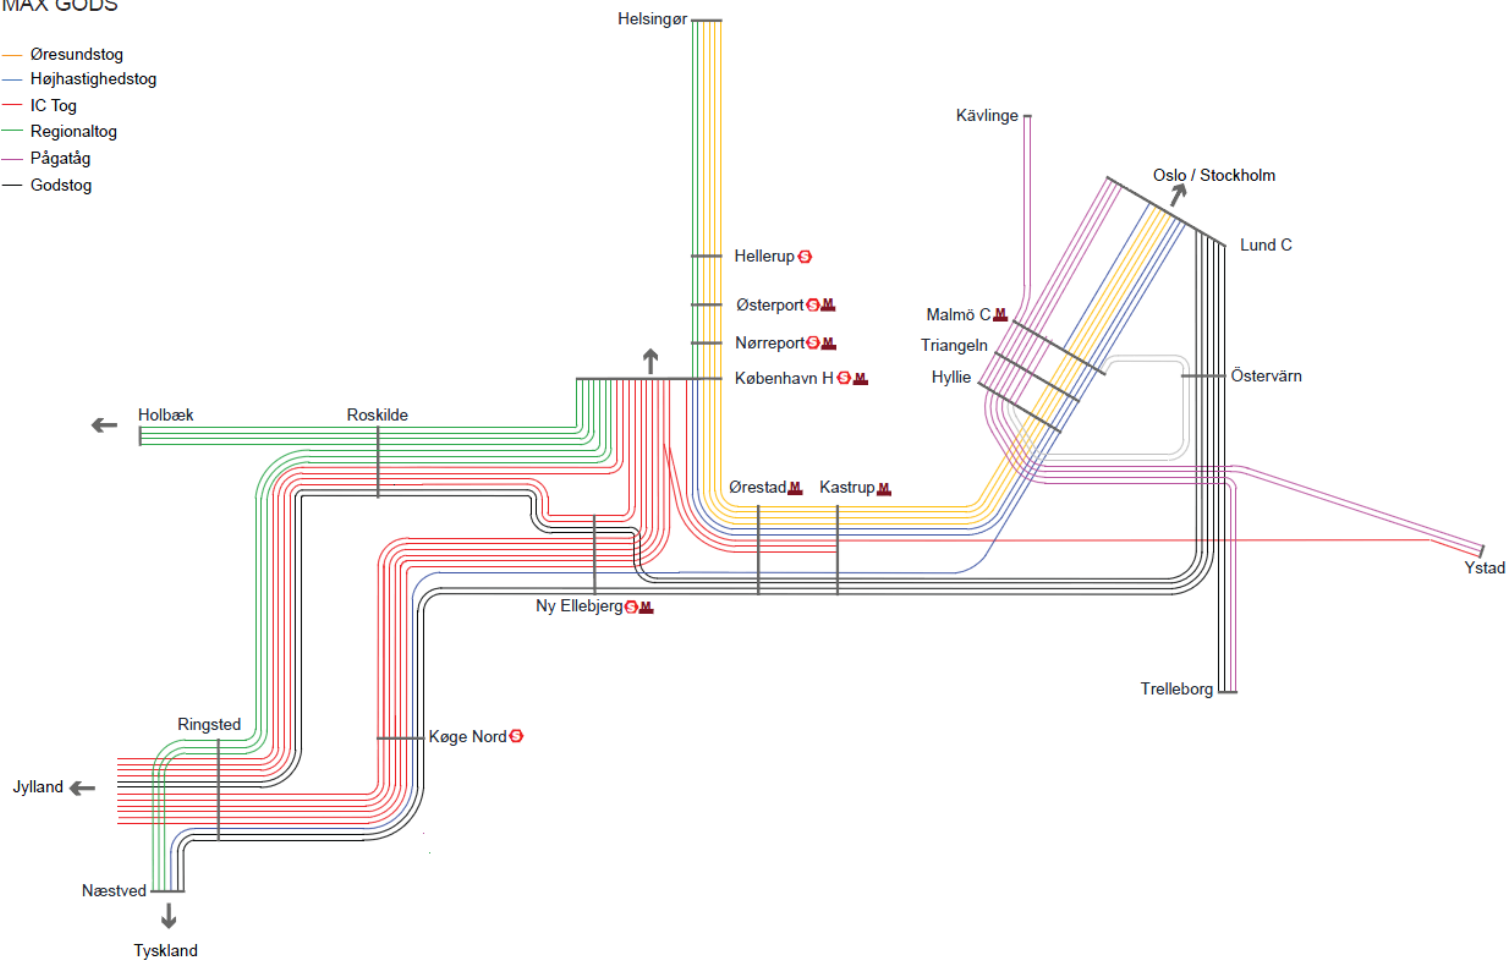 MAX GODS
Øresundstog
Højhastighedstog
IC Tog
Regionaltog
Pågatåg
Godstog
Helsingør
Kävlinge
Oslo / Stockholm
Lund C
Hellerup S
Østerport S M
Malmö C M
Nørreport S M
Triangeln
København H S M
Hyllie
Östervärn
Holbæk
Roskilde
Ørestad M
Kastrup M
Ystad
Ny Ellebjerg S M
Trelleborg
Ringsted
Køge Nord S
Jylland
Næstved
Tyskland